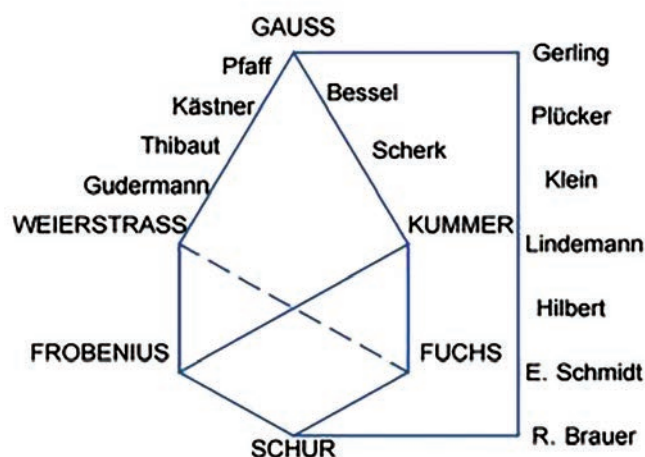 GAUSS
Pfaff
Kästner
Thibaut
Gudermann
WEIERSTRASS
Bessel
Scherk
KUMMER
FROBENIUS
FUCHS
SCHUR
Gerling
Plücker
Klein
Lindemann
Hilbert
E. Schmidt
R. Brauer